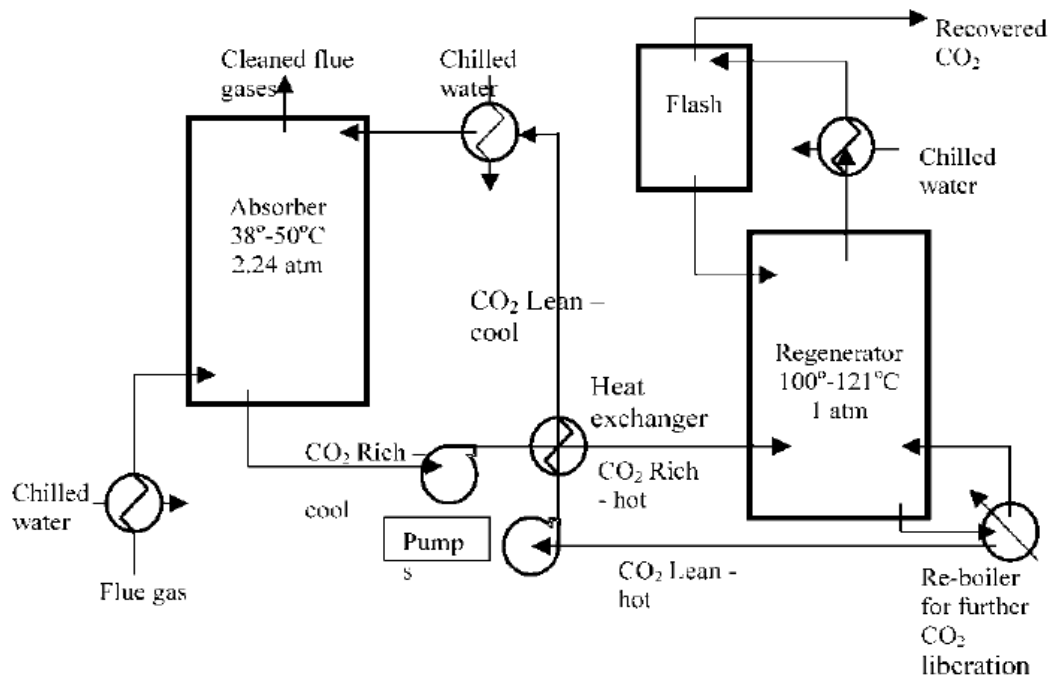 Cleaned flue
gases
Chilled
water
Recovered
CO₂
Flash
Chilled
water
Absorber
38°-50°C
2.24 atm
CO₂ Lean –
cool
Regenerator
100°-121°C
1 atm
Heat
exchanger
CO₂ Rich –
cool
CO₂ Rich
- hot
Chilled
water
Pump
s
Flue gas
CO₂ Lean -
hot
Re-boiler
for further
CO₂
liberation